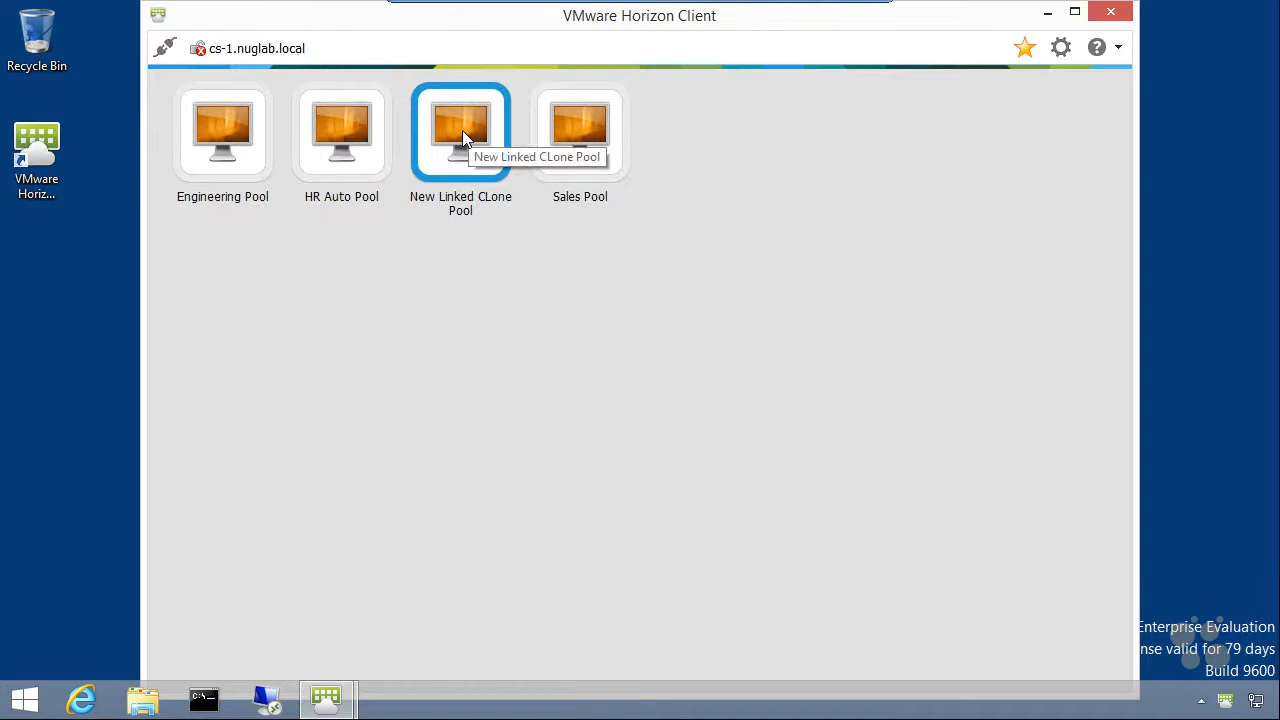 VMware Horizon Client
cs-1.nuglab.local
Recycle Bin
VMware
Horiz...
New Linked CLone Pool
Engineering Pool
HR Auto Pool
New Linked CLone
Pool
Sales Pool
Enterprise Evaluation
nse valid for 79 days
Build 9600